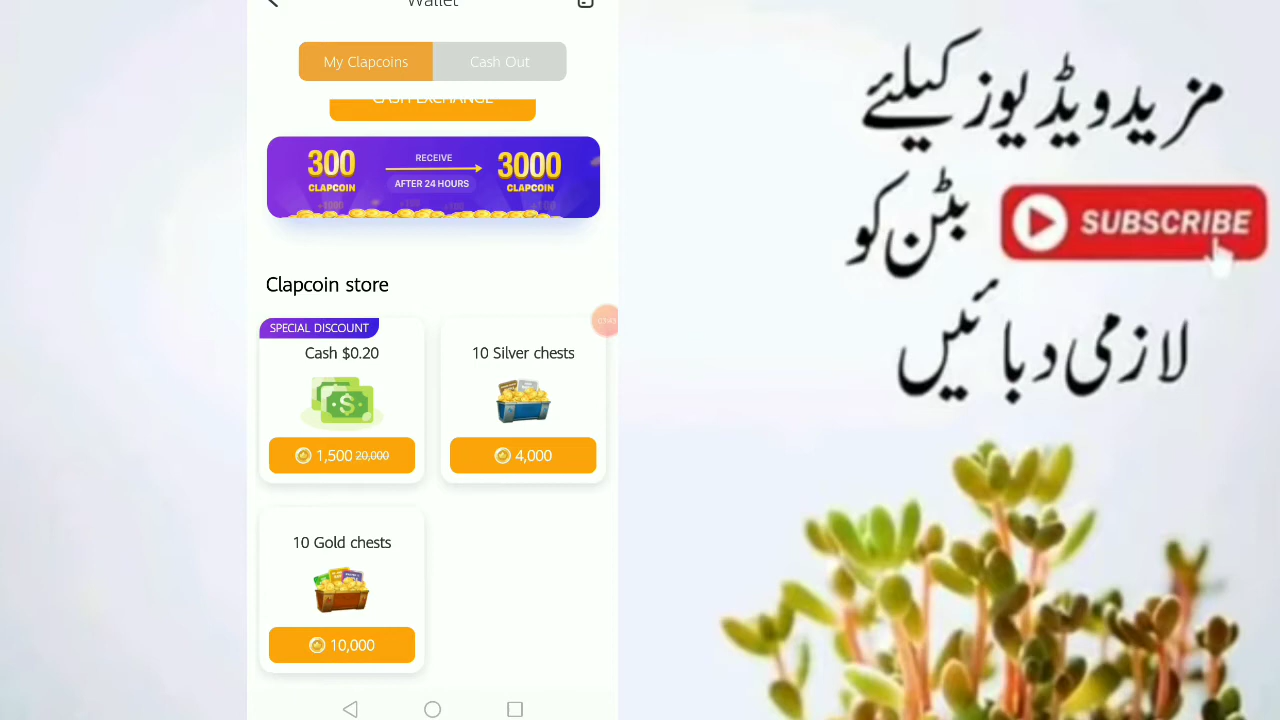 Wallet
My Clapcoins
Cash Out
CASH EXCHANGE
300 CLAPCOIN
RECEIVE
AFTER 24 HOURS
3000 CLAPCOIN
Clapcoin store
SPECIAL DISCOUNT
Cash $0.20
1,500 20,000
10 Silver chests
4,000
10 Gold chests
10,000
مزید ویڈیوز کیلئے
SUBSCRIBE بٹن کو
لازمی دبائیں